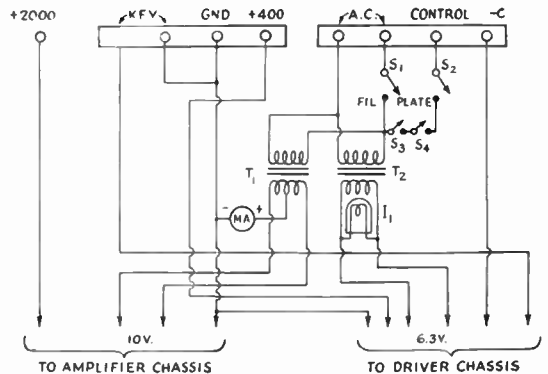 +2000 KEY GND +400 A.C. CONTROL -C
S1 S2
FIL PLATE
S3 S4
T1 T2
- MA + I1
10V. 6.3V.
TO AMPLIFIER CHASSIS TO DRIVER CHASSIS